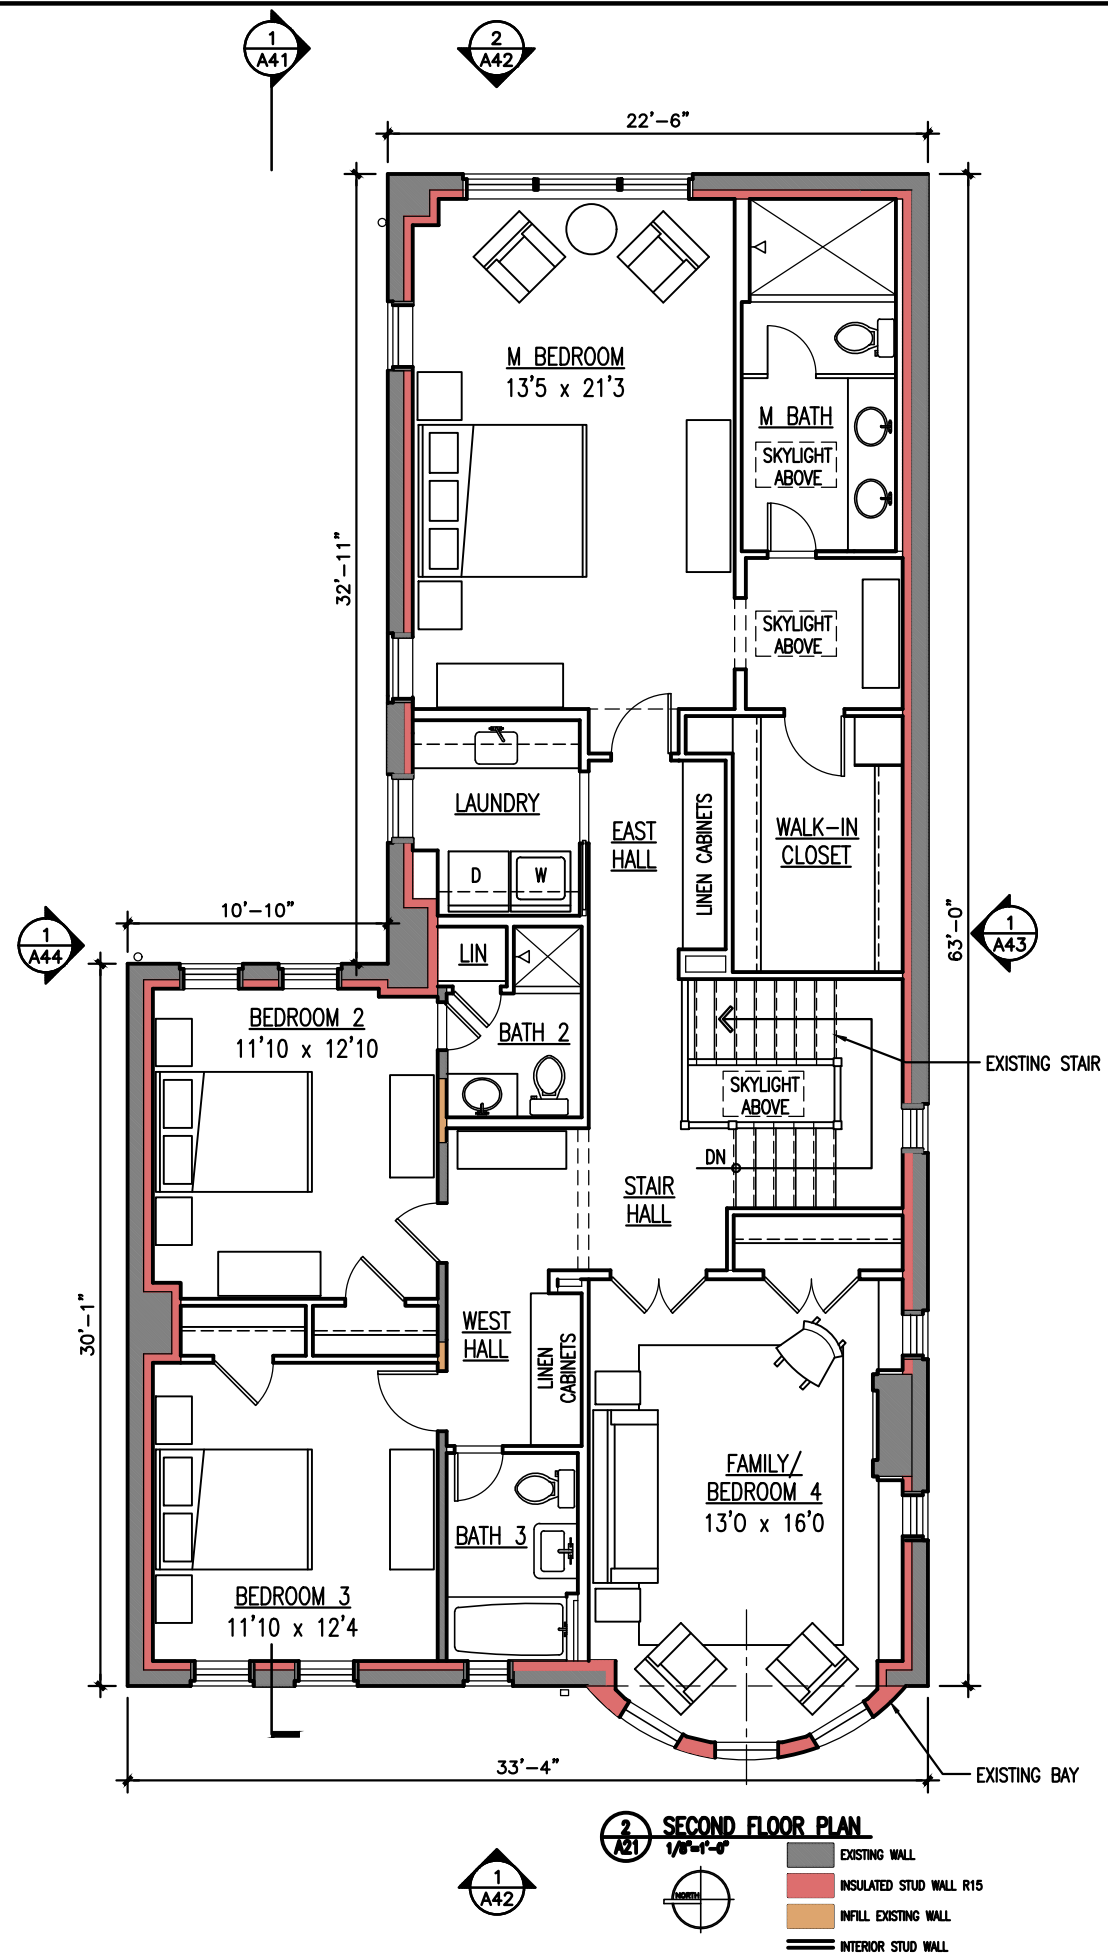 1
A41
2
A42
22'-6"
M BEDROOM
13'5 x 21'3
M BATH
SKYLIGHT
ABOVE
32'-11"
SKYLIGHT
ABOVE
LAUNDRY
EAST
HALL
LINEN CABINETS
WALK-IN
CLOSET
D
W
10'-10"
1
A44
LIN
63'-0"
1
A43
BEDROOM 2
11'10 x 12'10
BATH 2
EXISTING STAIR
SKYLIGHT
ABOVE
DN
STAIR
HALL
30'-1"
WEST
HALL
LINEN
CABINETS
FAMILY/
BEDROOM 4
13'0 x 16'0
BATH 3
BEDROOM 3
11'10 x 12'4
33'-4"
EXISTING BAY
2
A21
SECOND FLOOR PLAN
1/8"=1'-0"
EXISTING WALL
1
A42
NORTH
INSULATED STUD WALL R15
INFILL EXISTING WALL
INTERIOR STUD WALL